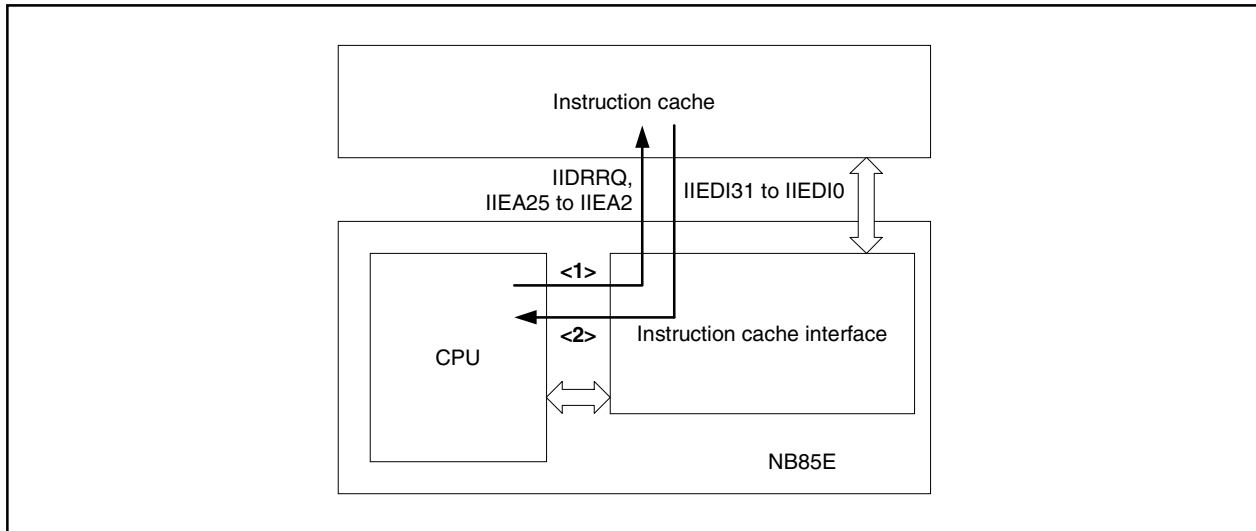 Instruction cache
IIDRRQ,
IIEA25 to IIEA2
IIEDI31 to IIEDI0
<1>
<2>
Instruction cache interface
CPU
NB85E